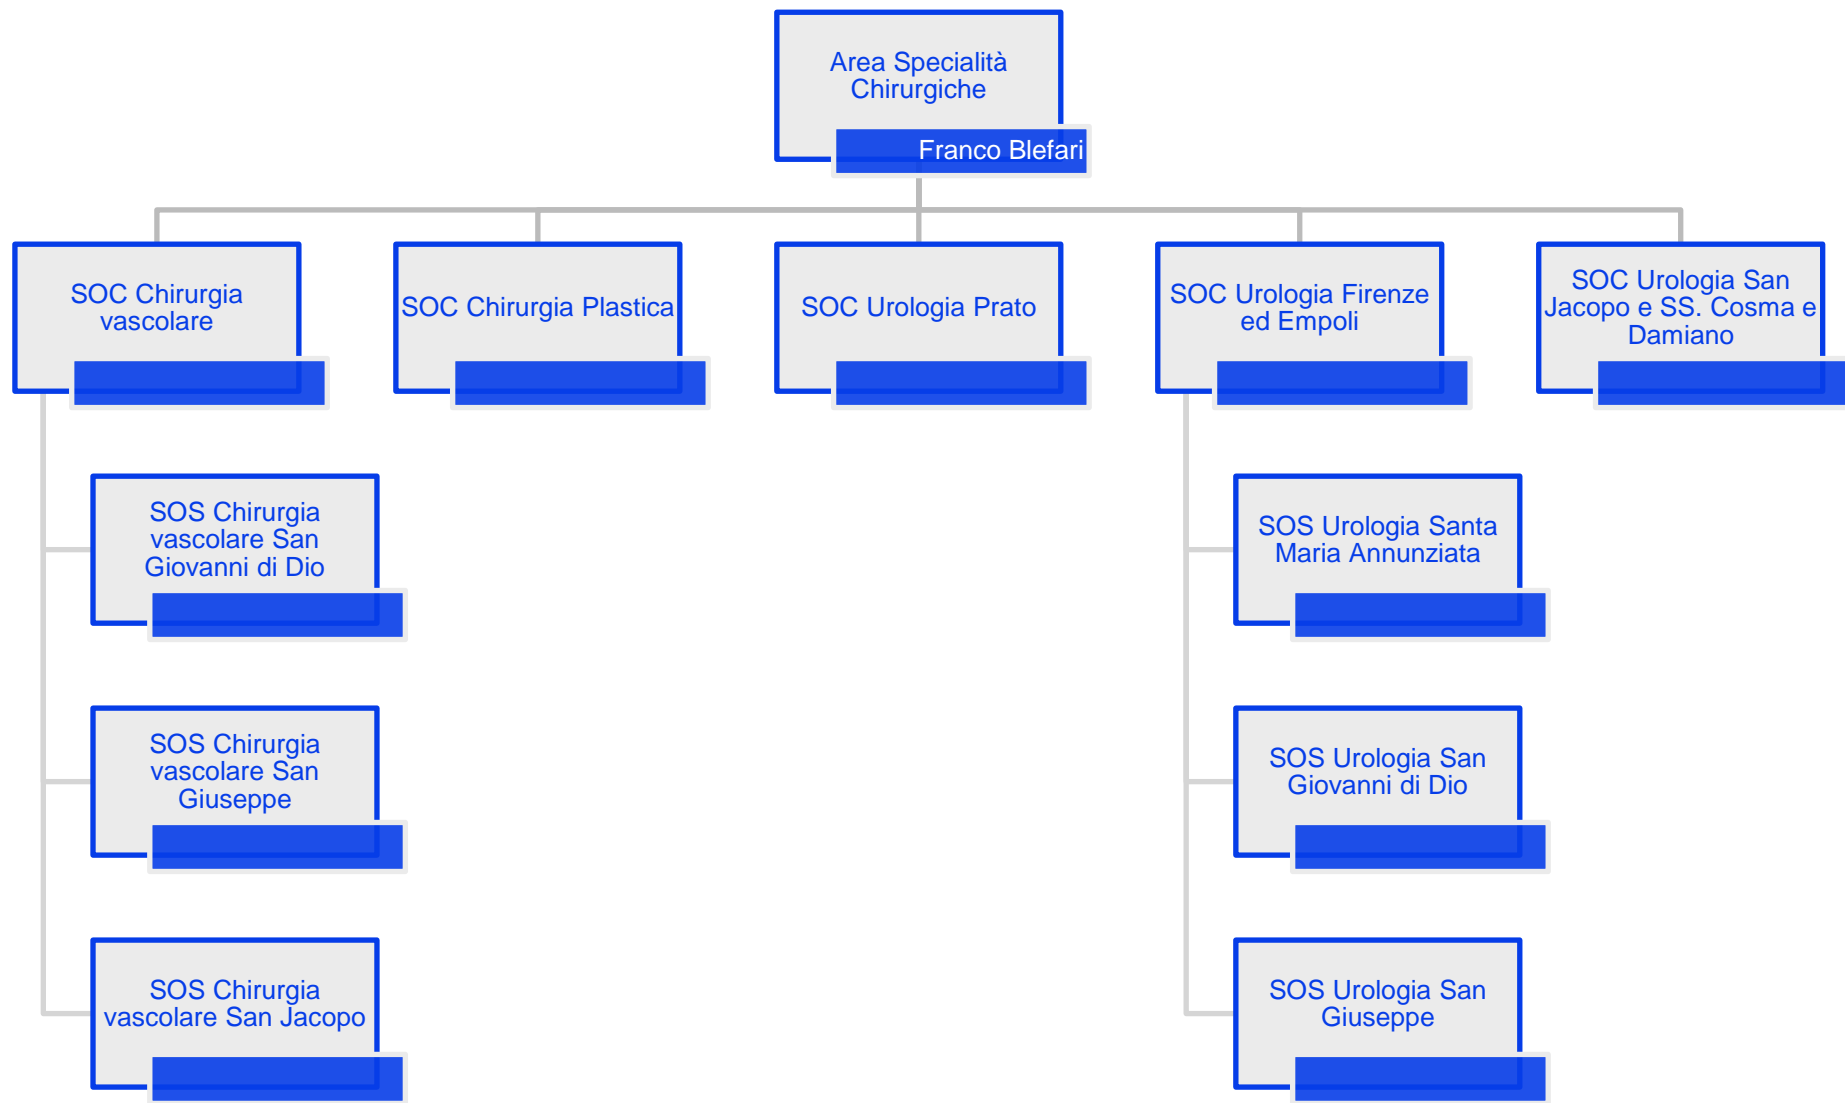 Area Specialità
Chirurgiche
Franco Blefari
SOC Chirurgia
vascolare
SOC Chirurgia Plastica
SOC Urologia Prato
SOC Urologia Firenze
ed Empoli
SOC Urologia San
Jacopo e SS. Cosma e
Damiano
SOS Chirurgia
vascolare San
Giovanni di Dio
SOS Urologia Santa
Maria Annunziata
SOS Chirurgia
vascolare San
Giuseppe
SOS Urologia San
Giovanni di Dio
SOS Chirurgia
vascolare San Jacopo
SOS Urologia San
Giuseppe